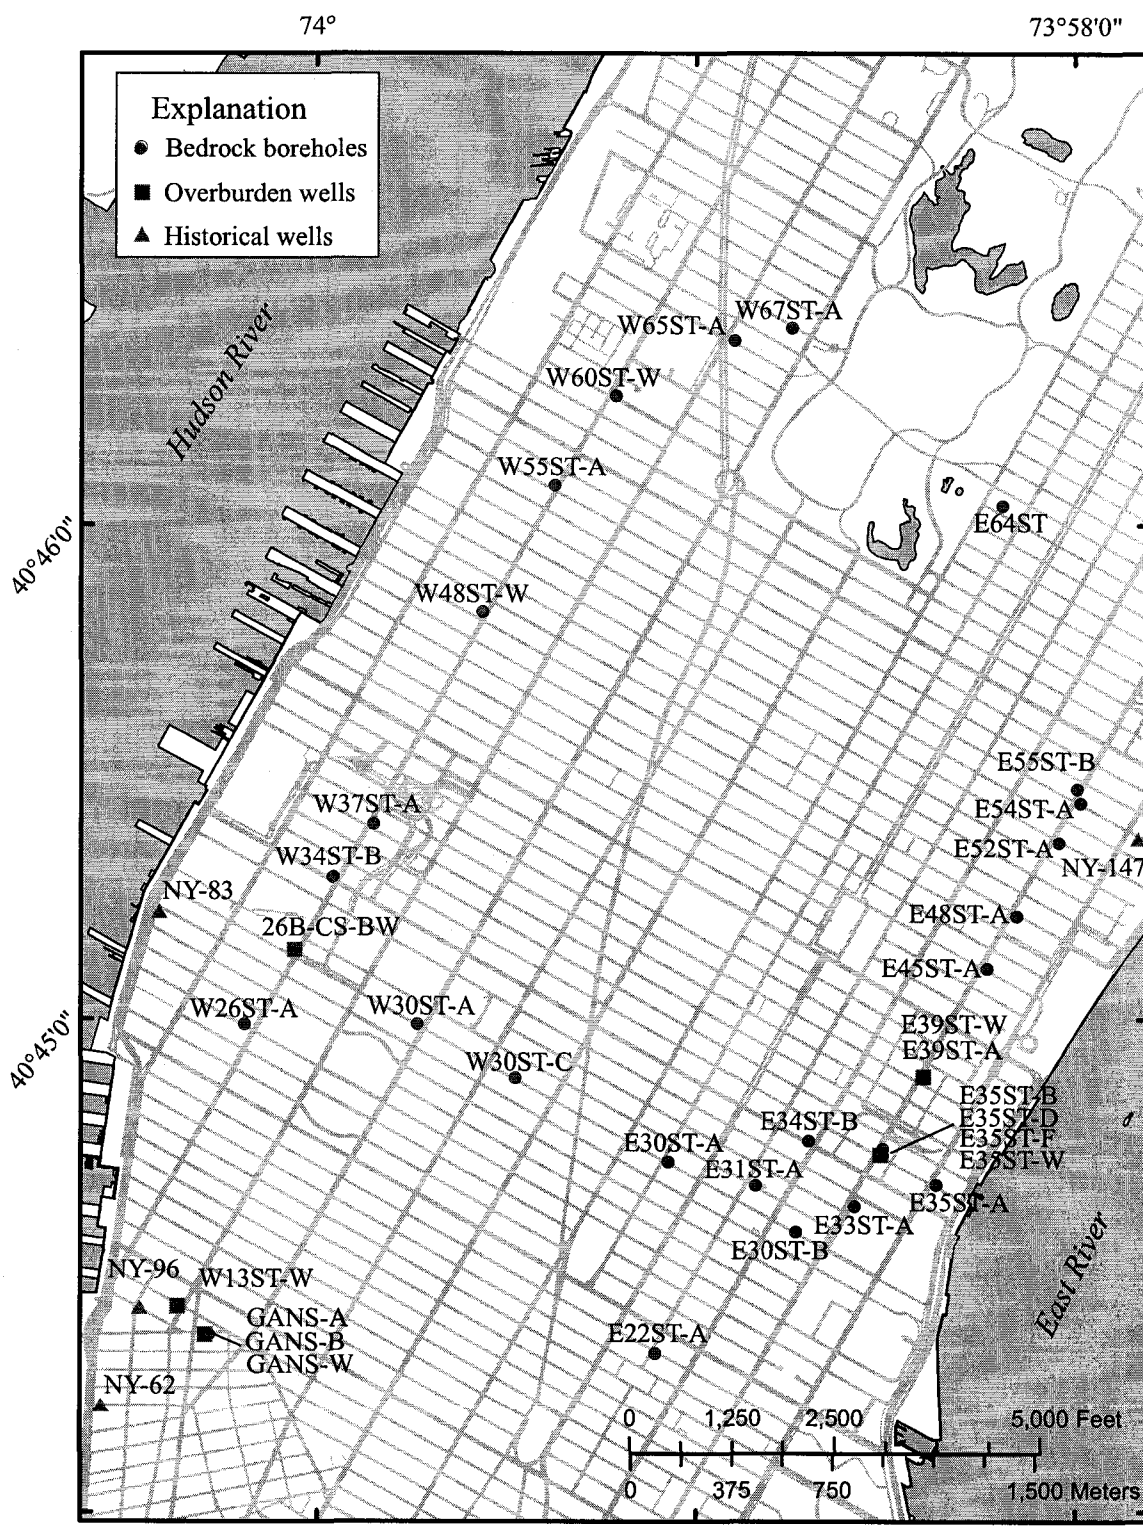 74°
73°58'0"
Explanation
Bedrock boreholes
Overburden wells
Historical wells
Hudson River
W67ST-A
W65ST-A
W60ST-W
W55ST-A
E64ST
40°46'0"
W48ST-W
E55ST-B
W37ST-A
E54ST-A
E52ST-A
W34ST-B
NY-147
NY-83
E48ST-A
26B-CS-BW
E45ST-A
W26ST-A
W30ST-A
40°45'0"
E39ST-W
E39ST-A
W30ST-C
E35ST-B
E35ST-D
E35ST-F
E35ST-W
E34ST-B
E30ST-A
E31ST-A
E35ST-A
E33ST-A
E30ST-B
East River
NY-96
W13ST-W
GANS-A
GANS-B
GANS-W
E22ST-A
NY-62
0 1,250 2,500 5,000 Feet
0 375 750 1,500 Meters